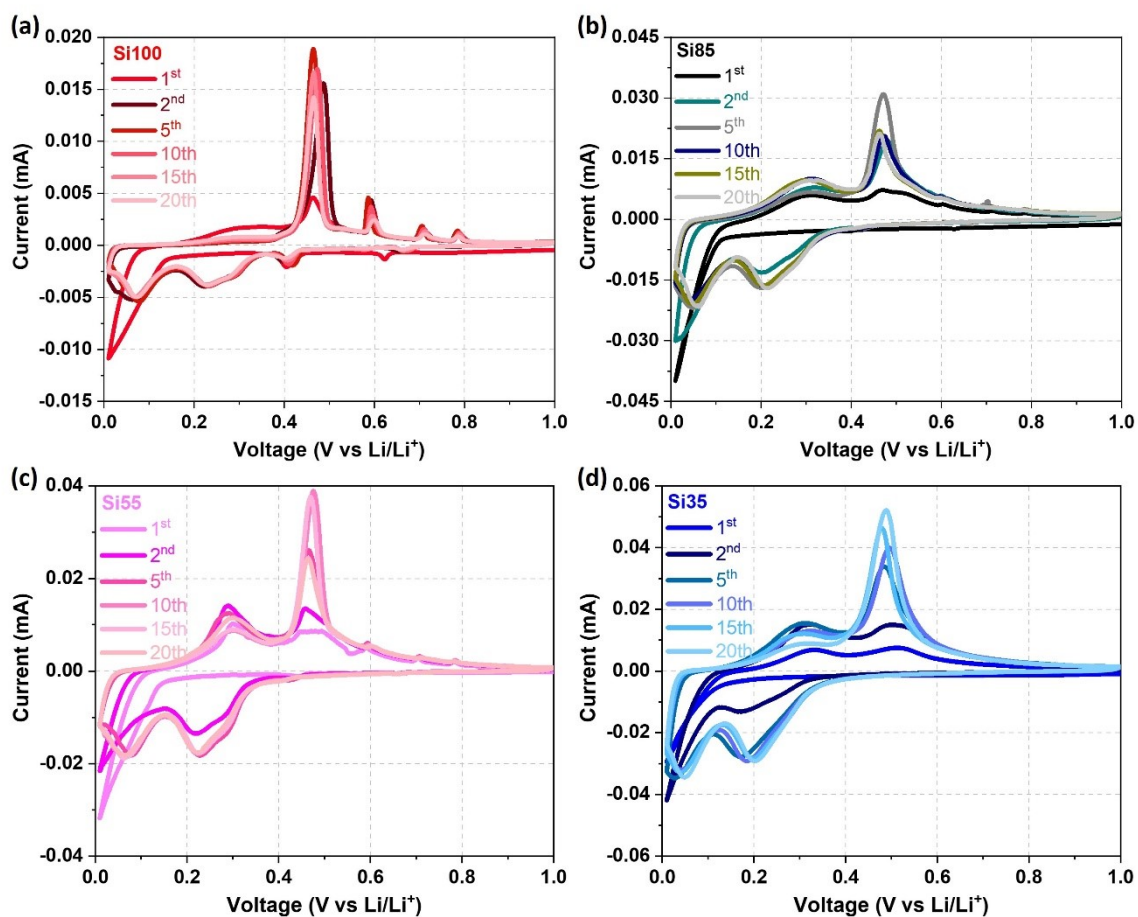 (a)
Si100
1st
2nd
5th
10th
15th
20th
0.020
0.015
0.010
0.005
0.000
-0.005
-0.010
-0.015
Current (mA)
0.0 0.2 0.4 0.6 0.8 1.0
Voltage (V vs Li/Li+)
(b)
Si85
1st
2nd
5th
10th
15th
20th
0.045
0.030
0.015
0.000
-0.015
-0.030
-0.045
Current (mA)
0.0 0.2 0.4 0.6 0.8 1.0
Voltage (V vs Li/Li+)
(c)
Si55
1st
2nd
5th
10th
15th
20th
0.04
0.02
0.00
-0.02
-0.04
Current (mA)
0.0 0.2 0.4 0.6 0.8 1.0
Voltage (V vs Li/Li+)
(d)
Si35
1st
2nd
5th
10th
15th
20th
0.06
0.04
0.02
0.00
-0.02
-0.04
-0.06
Current (mA)
0.0 0.2 0.4 0.6 0.8 1.0
Voltage (V vs Li/Li+)